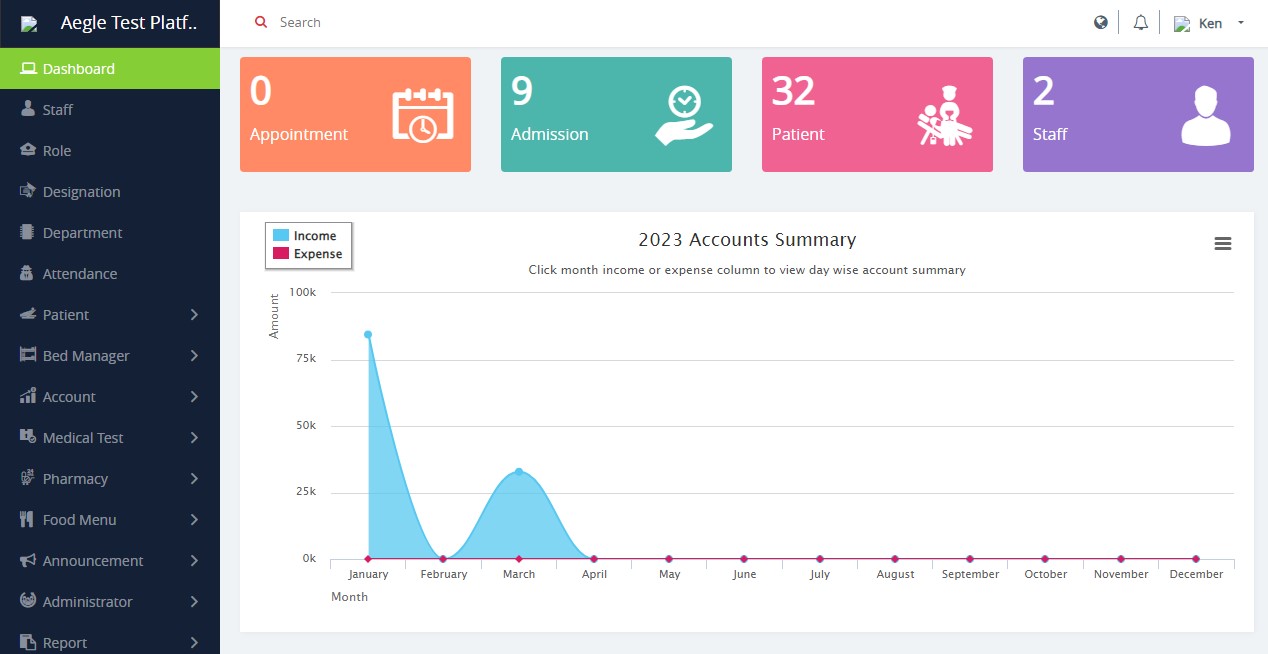 Aegle Test Platf..
Search
Ken
Dashboard
Staff
Role
Designation
Department
Attendance
Patient
Bed Manager
Account
Medical Test
Pharmacy
Food Menu
Announcement
Administrator
Report
0
Appointment
9
Admission
32
Patient
2
Staff
Income
Expense
2023 Accounts Summary
Click month income or expense column to view day wise account summary
Amount
100k
75k
50k
25k
0k
January February March April May June July August September October November December
Month